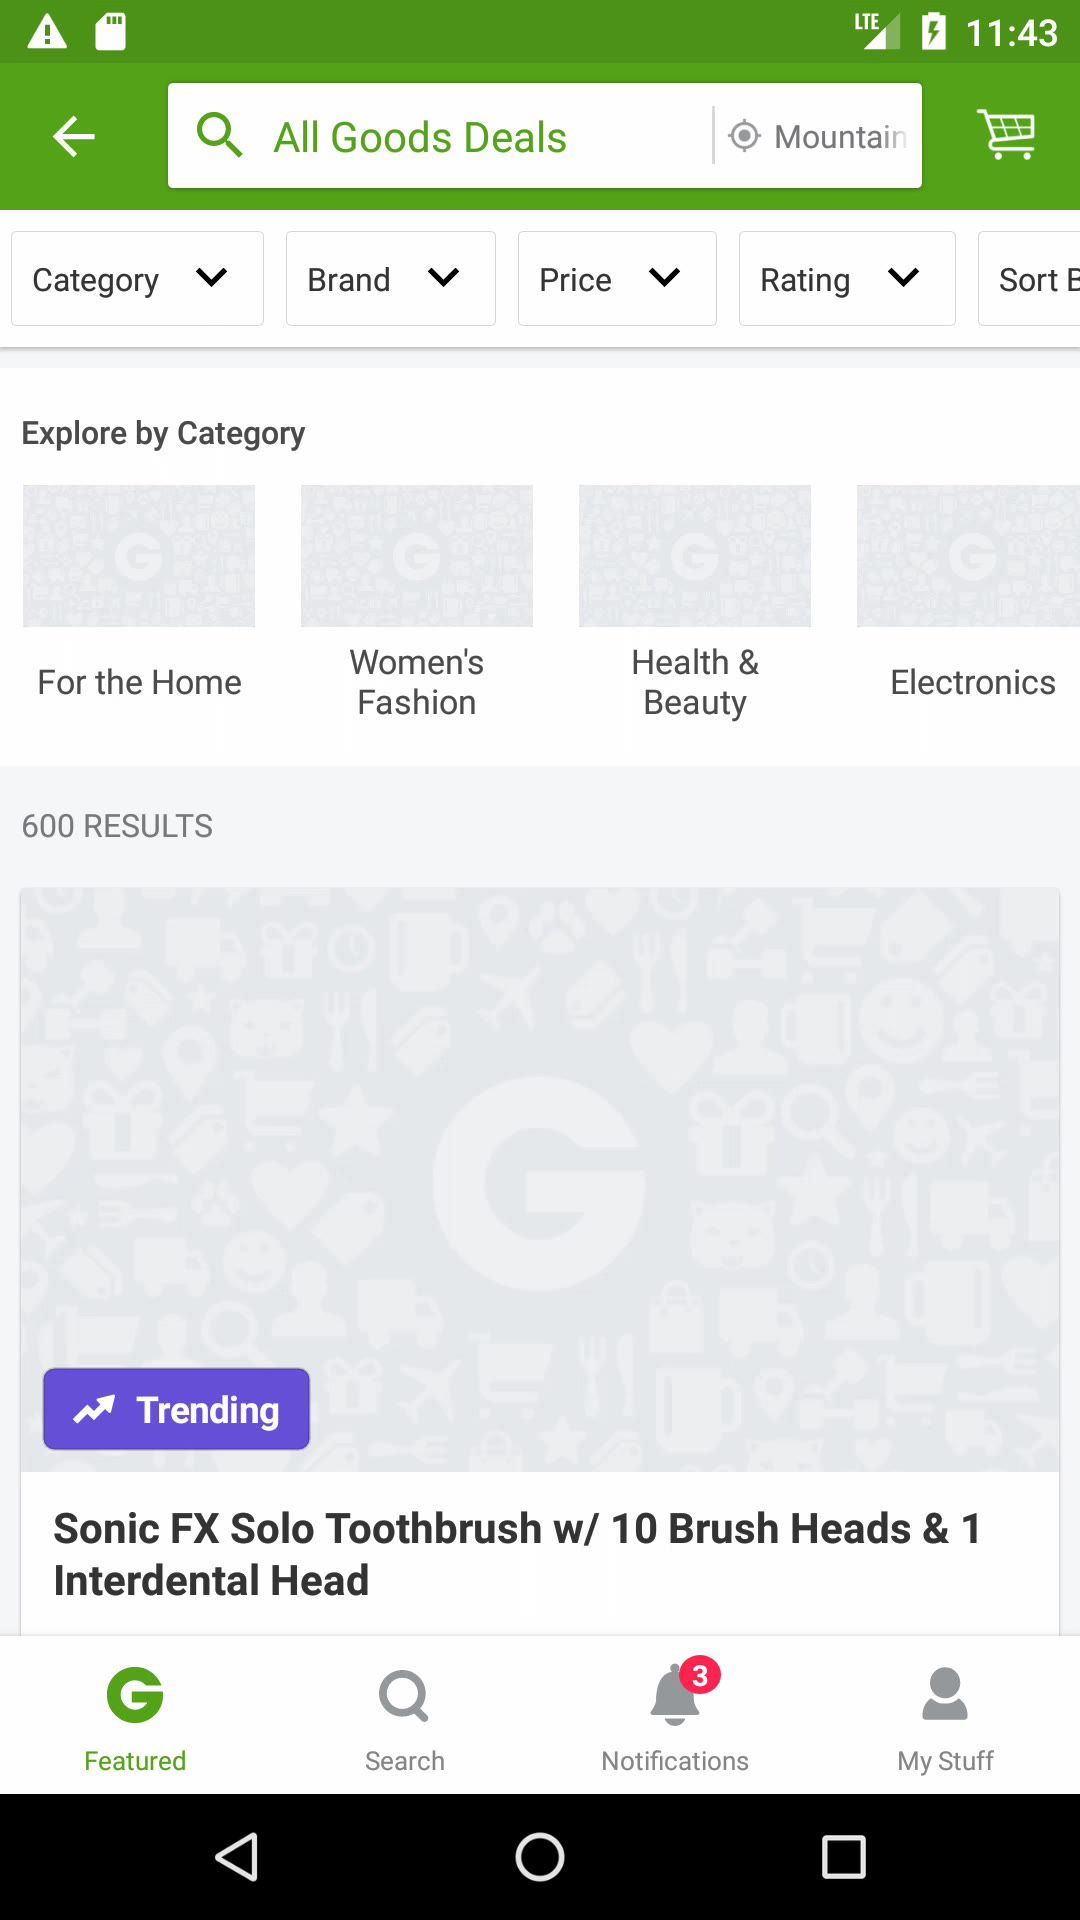 LTE
11:43
All Goods Deals
Mountain
Category
Brand
Price
Rating
Sort B
Explore by Category
For the Home
Women's
Fashion
Health &
Beauty
Electronics
600 RESULTS
Trending
Sonic FX Solo Toothbrush w/ 10 Brush Heads & 1
Interdental Head
3
Featured
Search
Notifications
My Stuff